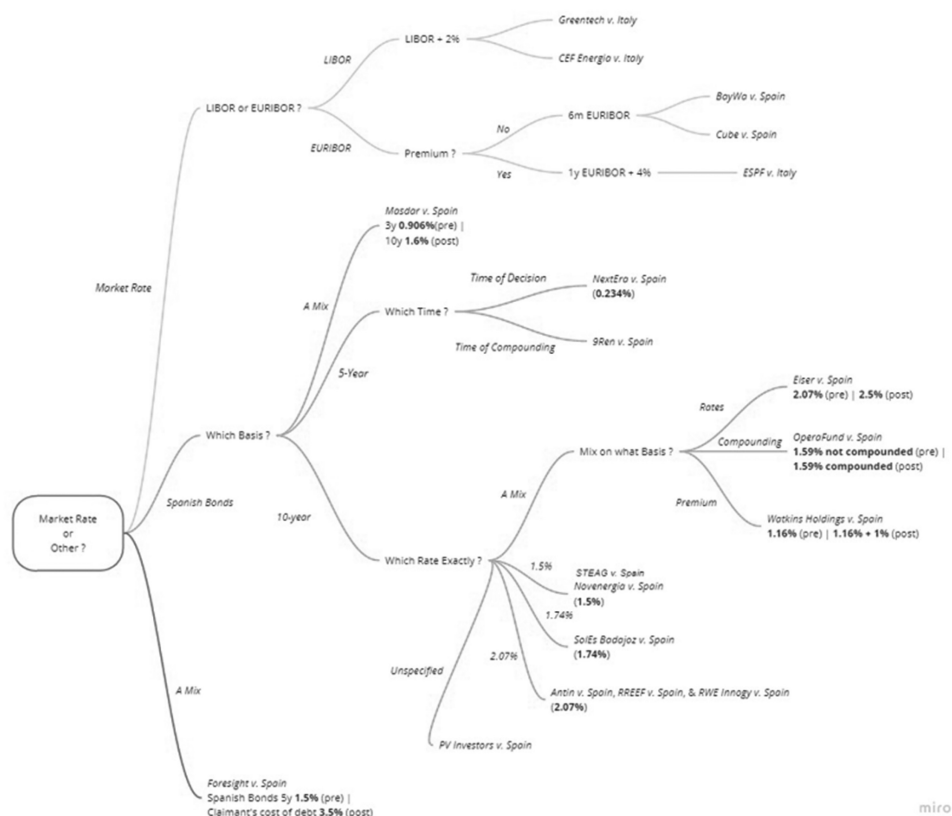 Greentech v. Italy
LIBOR + 2%
LIBOR
CEF Energia v. Italy
BayWa v. Spain
LIBOR or EURIBOR ?
6m EURIBOR
No
Cube v. Spain
EURIBOR
Premium ?
Yes
1y EURIBOR + 4%
ESPF v. Italy
Masdar v. Spain
3y 0.906%(pre) |
10y 1.6% (post)
Market Rate
Time of Decision
NextEra v. Spain
(0.234%)
A Mix
Which Time ?
Time of Compounding
9Ren v. Spain
5-Year
Eiser v. Spain
2.07% (pre) | 2.5% (post)
Rates
Which Basis ?
Compounding
OperaFund v. Spain
Mix on what Basis ?
1.59% not compounded (pre) |
1.59% compounded (post)
A Mix
Premium
Spanish Bonds
10-year
Watkins Holdings v. Spain
1.16% (pre) | 1.16% + 1% (post)
Market Rate
or
Other ?
Which Rate Exactly ?
1.5%
STEAG v. Spain
Novenergia v. Spain
(1.5%)
1.74%
SolEs Badajoz v. Spain
(1.74%)
2.07%
Unspecified
Antin v. Spain, RREEF v. Spain, & RWE Innogy v. Spain
(2.07%)
A Mix
PV Investors v. Spain
Foresight v. Spain
Spanish Bonds 5y 1.5% (pre) |
Claimant's cost of debt 3.5% (post)
miro